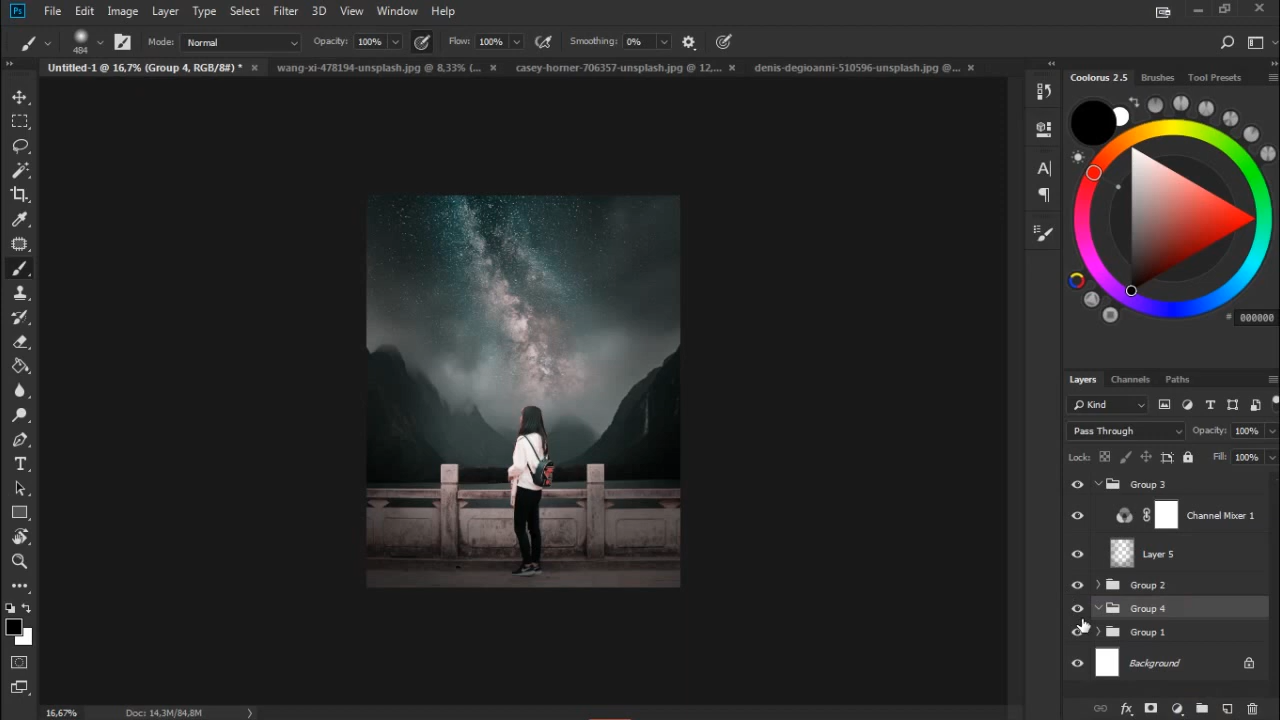 Ps File Edit Image Layer Type Select Filter 3D View Window Help
484 Mode: Normal Opacity: 100% Flow: 100% Smoothing: 0%
Untitled-1 @ 16,7% (Group 4, RGB/8#) * wang-xi-478194-unsplash.jpg @ 8,33% (... casey-horner-706357-unsplash.jpg @ 12,... denis-degioanni-510596-unsplash.jpg @...
Coolorus 2.5 Brushes Tool Presets
# 000000
Layers Channels Paths
Kind
Pass Through Opacity: 100%
Lock: Fill: 100%
Group 3
Channel Mixer 1
Layer 5
Group 2
Group 4
Group 1
Background
16,67% Doc: 14,3M/84,8M